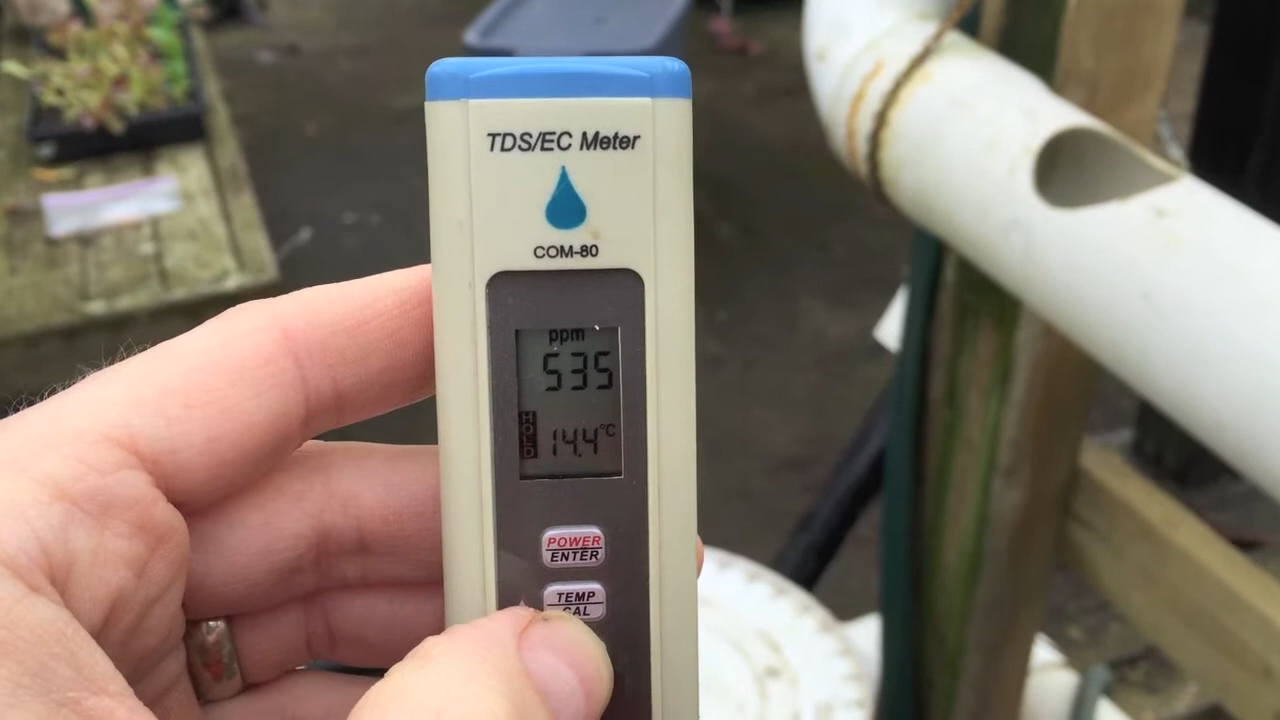 TDS/EC Meter
COM-80
ppm
535
HOLD
14.4°C
POWER
ENTER
TEMP
CAL